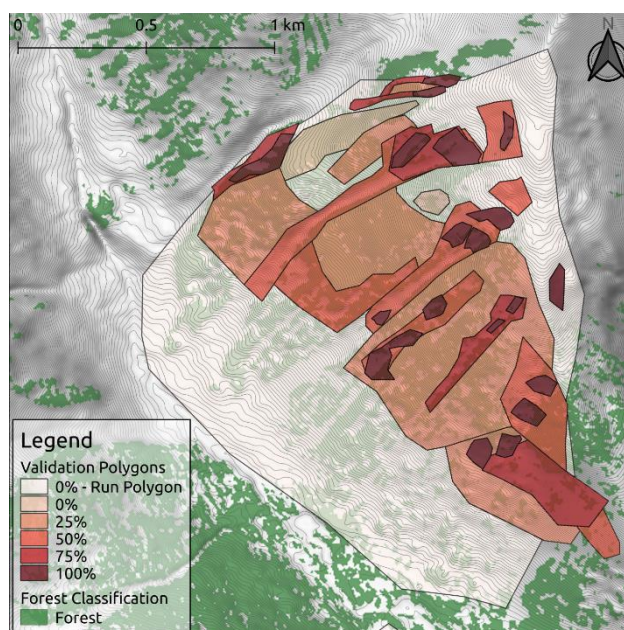 0 0.5 1 km
N
Legend
Validation Polygons
0% - Run Polygon
0%
25%
50%
75%
100%
Forest Classification
Forest